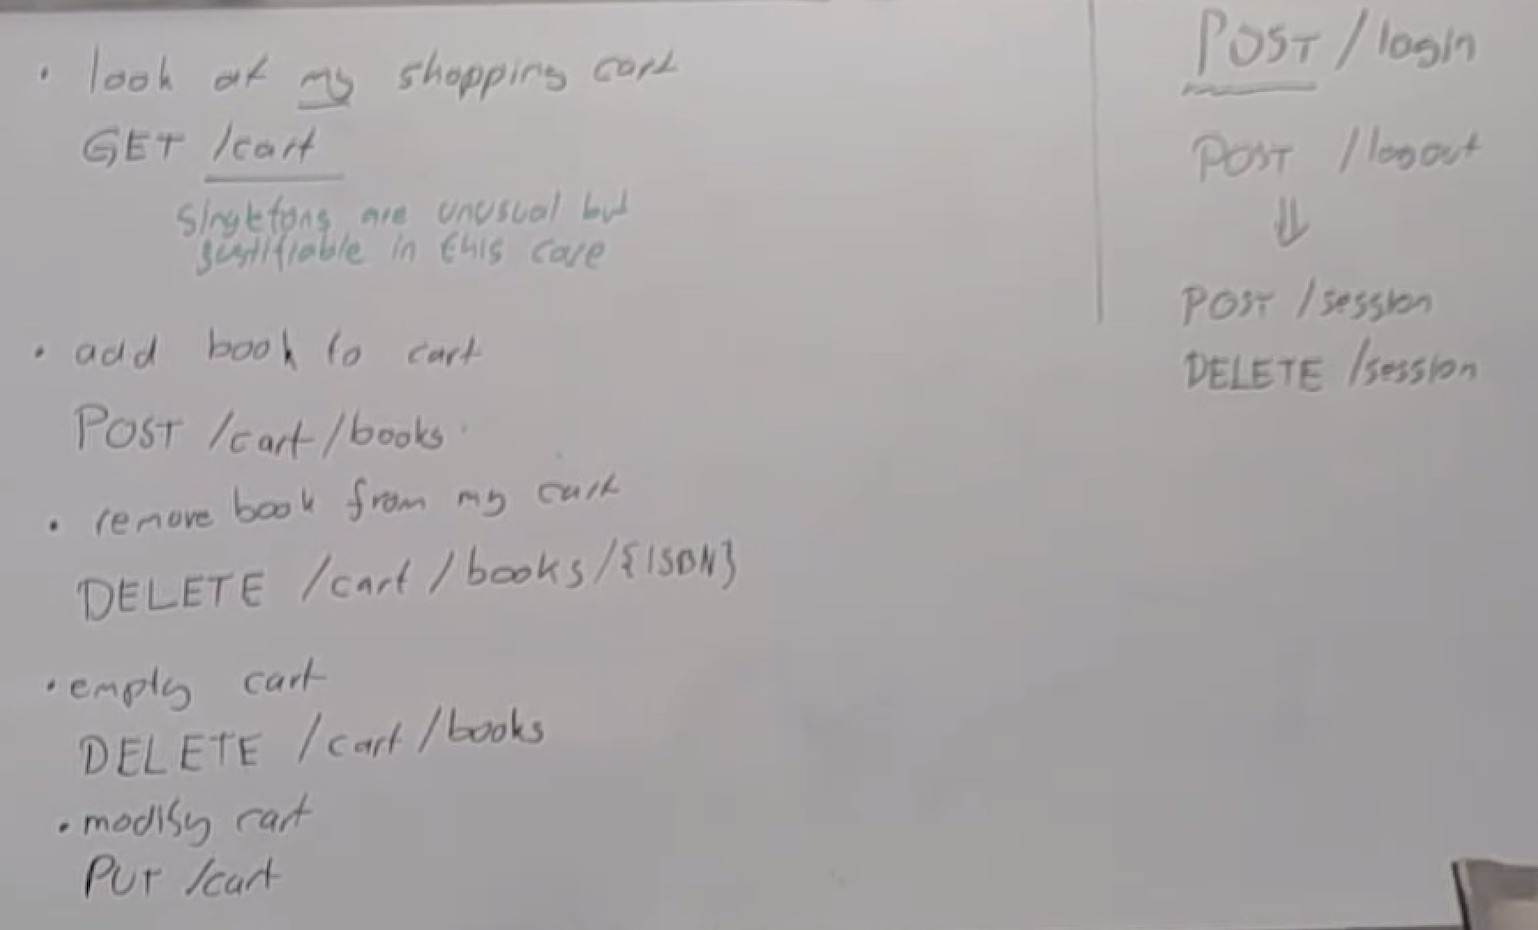 • look at my shopping cart
GET /cart
Singletons are unusual but
justifiable in this case
• add book to cart
POST /cart/books
• remove book from my cart
DELETE /cart/books/{ISBN}
• empty cart
DELETE /cart/books
• modify cart
PUT /cart
POST /login
POST /logout
⇓
POST /session
DELETE /session